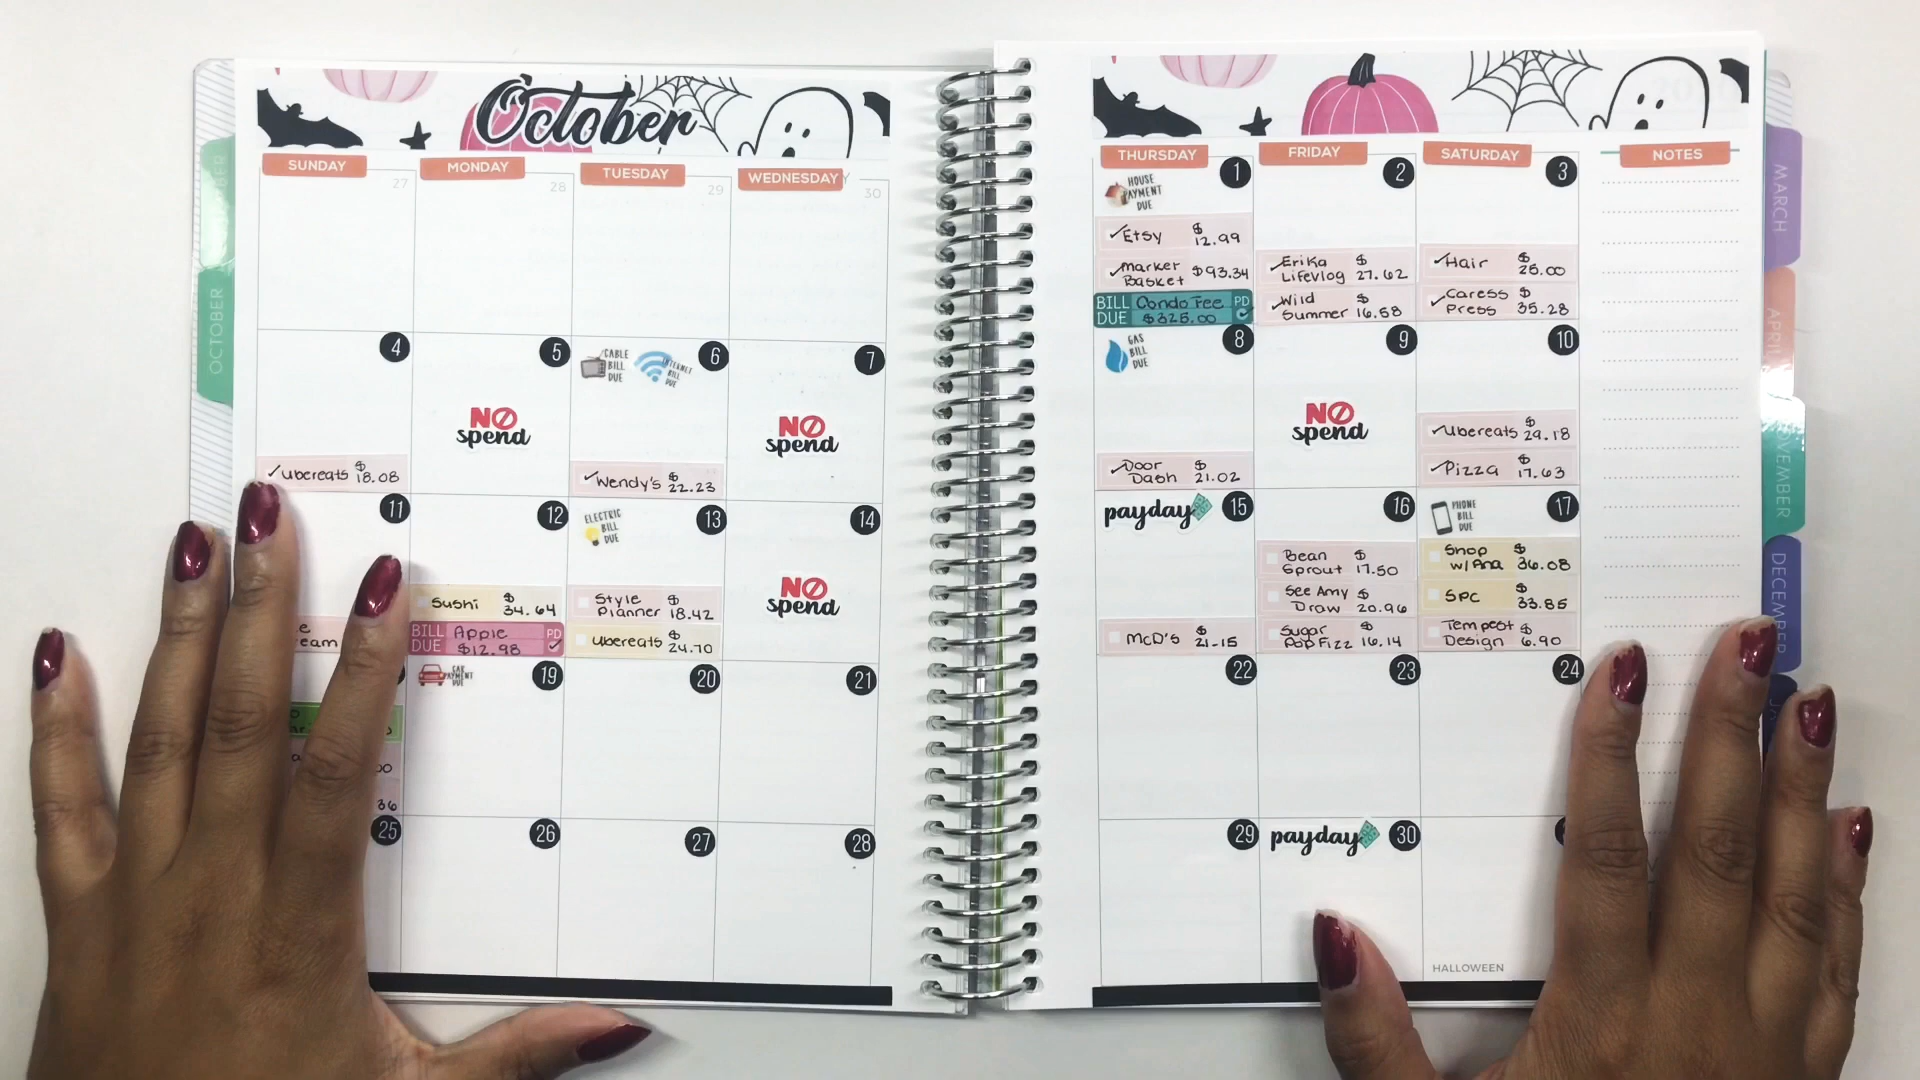 October
SUNDAY
MONDAY
TUESDAY
WEDNESDAY
27
28
29
30
4
✓ubereats $18.08
5
NO
spend
CABLE
BILL
DUE
INTERNET
BILL
DUE
6
✓Wendy's $22.23
7
NO
spend
11
eam
12
Sushi $34.64
BILL
DUE
Apple
$12.98
PD
✓
ELECTRIC
BILL
DUE
13
Style
Planner $18.42
ubereats $24.70
14
NO
spend
36
CAR
PAYMENT
DUE
19
20
21
25
26
27
28
THURSDAY
FRIDAY
SATURDAY
NOTES
HOUSE
PAYMENT
DUE
1
✓Etsy $12.99
✓Marker
Basket $93.34
BILL
DUE
Condo Fee
$325.00
PD
✓
2
✓Erika
Lifevlog $27.62
✓Wild
Summer $16.58
3
✓Hair $25.00
✓Caress
Press $35.28
GAS
BILL
DUE
8
✓Door
Dash $21.02
9
NO
spend
10
✓ubereats $29.18
✓Pizza $17.63
payday
15
McD's $21.15
16
Bean
Sprout $17.50
See Amy
Draw $20.96
Sugar
Pop Fizz $16.14
PHONE
BILL
DUE
17
Shop
w/Ana $36.08
SPC $33.85
Tempest
Design $6.90
22
23
24
29
payday
30
HALLOWEEN
OCTOBER
MARCH
APRIL
NOVEMBER
DECEMBER